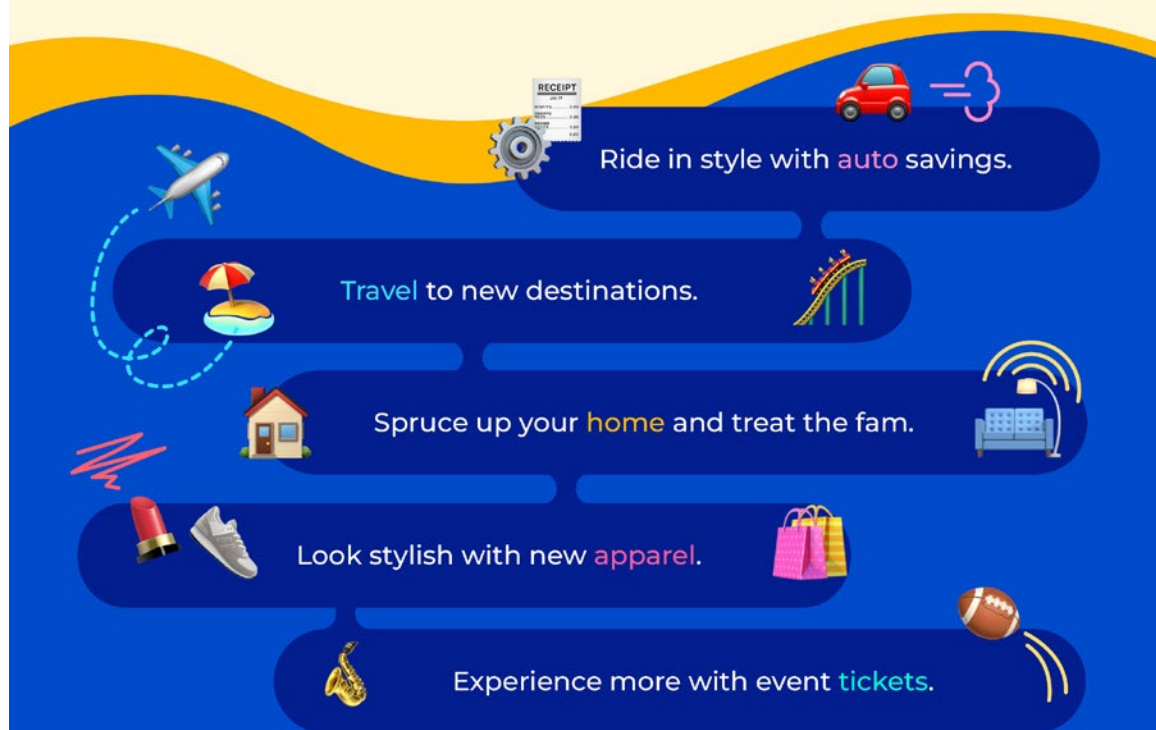 RECEIPT
Ride in style with auto savings.
Travel to new destinations.
Spruce up your home and treat the fam.
Look stylish with new apparel.
Experience more with event tickets.